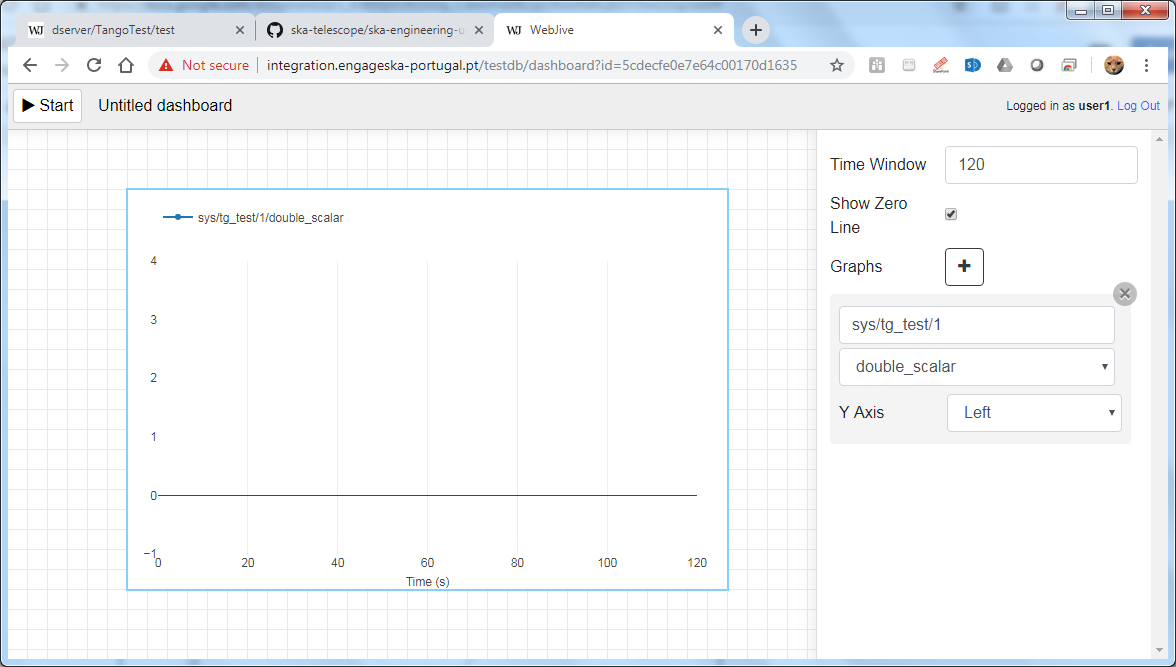 dserver/TangoTest/test
ska-telescope/ska-engineering-u
WebJive
Not secure
integration.engageska-portugal.pt/testdb/dashboard?id=5cdecfe0e7e64c00170d1635
Start
Untitled dashboard
Logged in as user1. Log Out
sys/tg_test/1/double_scalar
4
3
2
1
0
−1
0 20 40 60 80 100 120
Time (s)
Time Window
120
Show Zero
Line
Graphs
+
sys/tg_test/1
double_scalar
Y Axis
Left